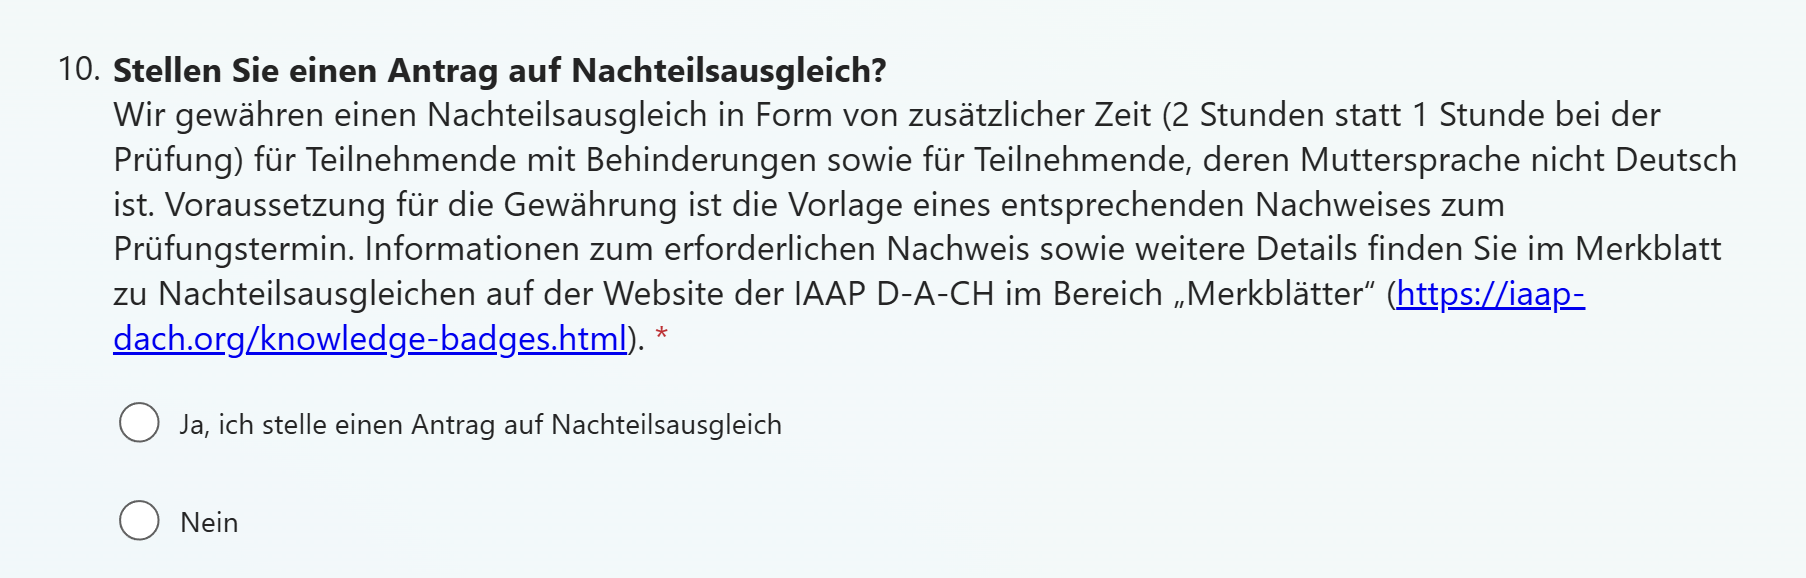 10. Stellen Sie einen Antrag auf Nachteilsausgleich?
Wir gewähren einen Nachteilsausgleich in Form von zusätzlicher Zeit (2 Stunden statt 1 Stunde bei der
Prüfung) für Teilnehmende mit Behinderungen sowie für Teilnehmende, deren Muttersprache nicht Deutsch
ist. Voraussetzung für die Gewährung ist die Vorlage eines entsprechenden Nachweises zum
Prüfungstermin. Informationen zum erforderlichen Nachweis sowie weitere Details finden Sie im Merkblatt
zu Nachteilsausgleichen auf der Website der IAAP D-A-CH im Bereich „Merkblätter“ (https://iaap-
dach.org/knowledge-badges.html). *
Ja, ich stelle einen Antrag auf Nachteilsausgleich
Nein